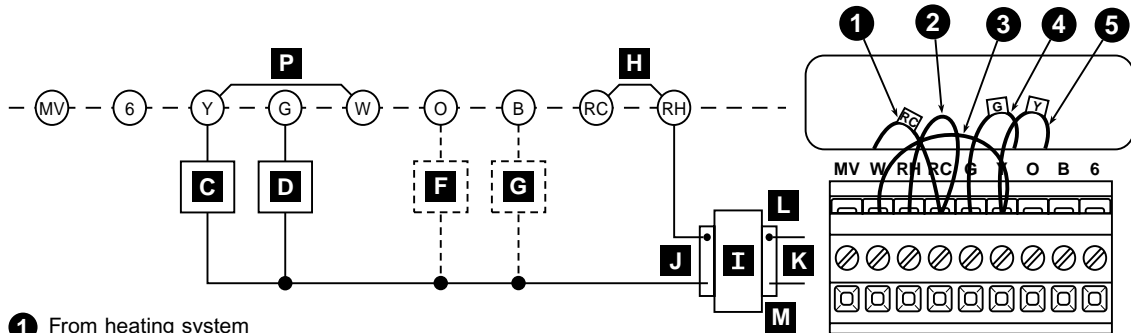 1 2 3 4 5
P H
MV 6 Y G W O B RC RH
RC G Y
MV W RH RC G Y O B 6
C D F G
L
J I K
M
1 From heating system